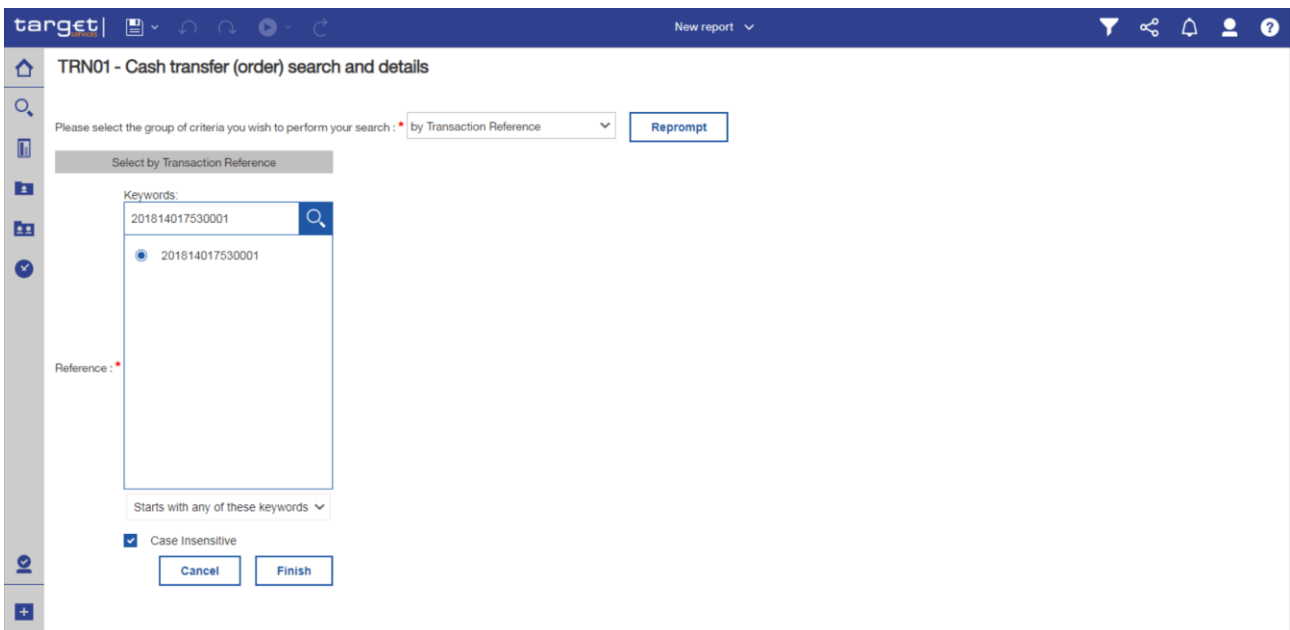 target|
services
New report
TRN01 - Cash transfer (order) search and details
Please select the group of criteria you wish to perform your search : * by Transaction Reference
Reprompt
Select by Transaction Reference
Keywords:
201814017530001
201814017530001
Reference : *
Starts with any of these keywords
Case Insensitive
Cancel
Finish